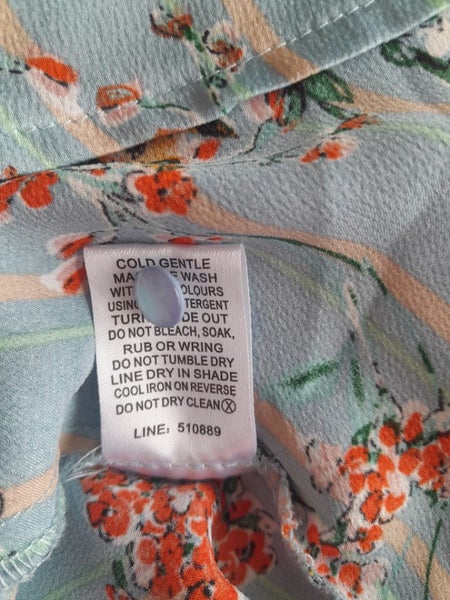 COLD GENTLE
WASH
COLOURS
USING
TURN OUT
DO NOT BLEACH, SOAK,
RUB OR WRING
DO NOT TUMBLE DRY
LINE DRY IN SHADE
COOL IRON ON REVERSE
DO NOT DRY CLEAN Ⓧ
LINE: 510889